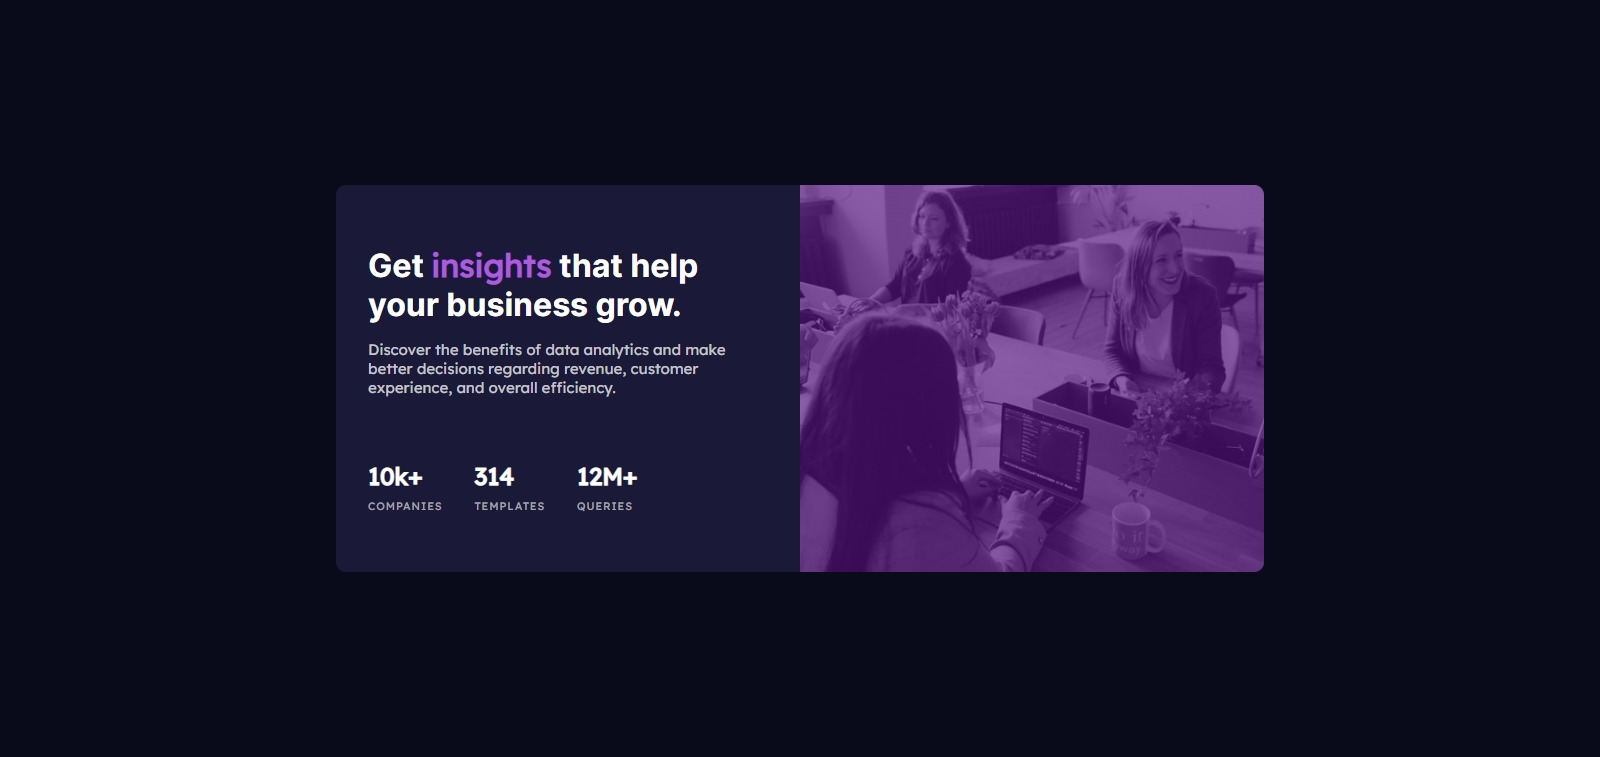 Get insights that help
your business grow.
Discover the benefits of data analytics and make
better decisions regarding revenue, customer
experience, and overall efficiency.
10k+ 314 12M+
COMPANIES TEMPLATES QUERIES